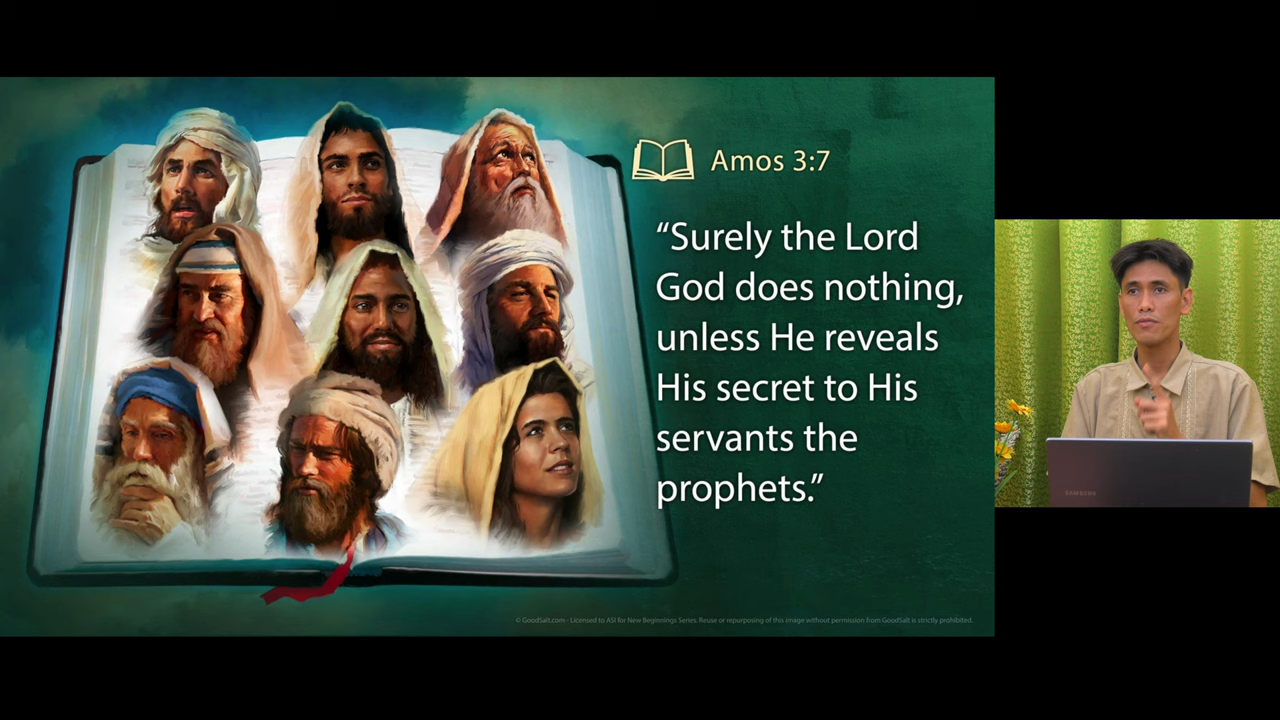 Amos 3:7
“Surely the Lord
God does nothing,
unless He reveals
His secret to His
servants the
prophets.”
© GoodSalt.com - Licensed to ASI for New Beginnings Series. Reuse or repurposing of this image without permission from GoodSalt is strictly prohibited.
SAMSUNG